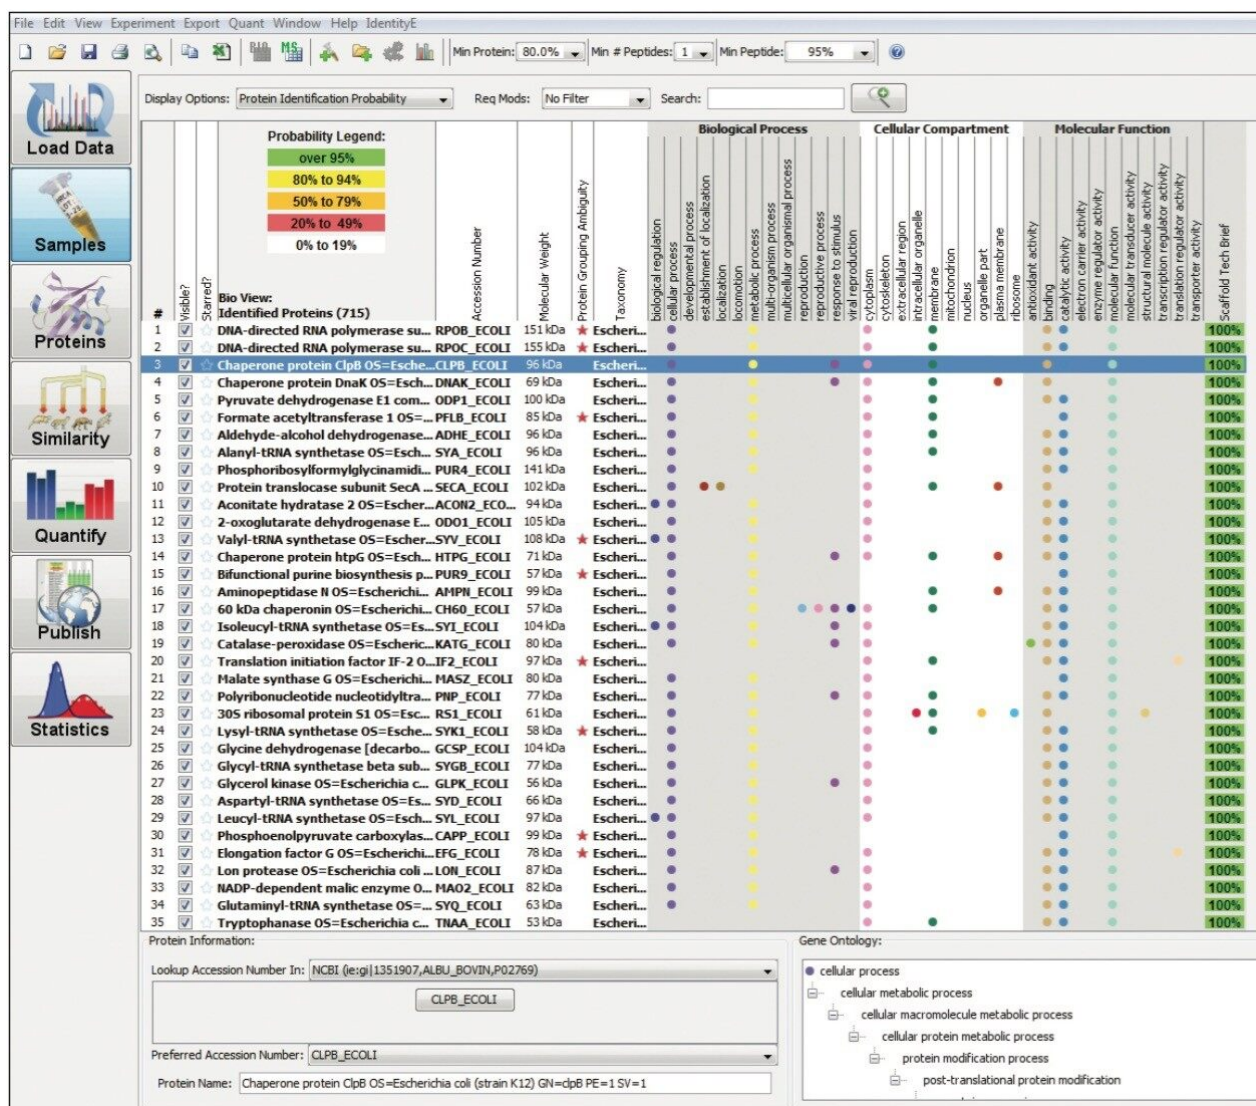 File Edit View Experiment Export Quant Window Help IdentityE
Min Protein: 80.0% Min # Peptides: 1 Min Peptide: 95%
Display Options: Protein Identification Probability Req Mods: No Filter Search:
Load Data
Samples
Proteins
Similarity
Quantify
Publish
Statistics
Probability Legend:
over 95%
80% to 94%
50% to 79%
20% to 49%
0% to 19%
Bio View:
# Visible? Starred? Identified Proteins (715) Accession Number Molecular Weight Protein Grouping Ambiguity Taxonomy
Biological Process
biological regulation
cellular process
developmental process
establishment of localization
localization
locomotion
metabolic process
multi-organism process
multicellular organismal process
reproduction
reproductive process
response to stimulus
viral reproduction
Cellular Compartment
cytoplasm
cytoskeleton
extracellular region
intracellular organelle
membrane
mitochondrion
nucleus
organelle part
plasma membrane
ribosome
Molecular Function
antioxidant activity
binding
catalytic activity
electron carrier activity
enzyme regulator activity
molecular function
molecular transducer activity
structural molecule activity
transcription regulator activity
translation regulator activity
transporter activity
Scaffold Tech Brief
1 DNA-directed RNA polymerase su... RPOB_ECOLI 151 kDa Escheri... 100%
2 DNA-directed RNA polymerase su... RPOC_ECOLI 155 kDa Escheri... 100%
3 Chaperone protein ClpB OS=Esche... CLPB_ECOLI 96 kDa Escheri... 100%
4 Chaperone protein DnaK OS=Esch... DNAK_ECOLI 69 kDa Escheri... 100%
5 Pyruvate dehydrogenase E1 com... ODP1_ECOLI 100 kDa Escheri... 100%
6 Formate acetyltransferase 1 OS=... PFLB_ECOLI 85 kDa Escheri... 100%
7 Aldehyde-alcohol dehydrogenase... ADHE_ECOLI 96 kDa Escheri... 100%
8 Alanyl-tRNA synthetase OS=Esch... SYA_ECOLI 96 kDa Escheri... 100%
9 Phosphoribosylformylglycinamidi... PUR4_ECOLI 141 kDa Escheri... 100%
10 Protein translocase subunit SecA ... SECA_ECOLI 102 kDa Escheri... 100%
11 Aconitate hydratase 2 OS=Escher... ACON2_ECO... 94 kDa Escheri... 100%
12 2-oxoglutarate dehydrogenase E... ODO1_ECOLI 105 kDa Escheri... 100%
13 Valyl-tRNA synthetase OS=Escher... SYV_ECOLI 108 kDa Escheri... 100%
14 Chaperone protein htpG OS=Esch... HTPG_ECOLI 71 kDa Escheri... 100%
15 Bifunctional purine biosynthesis p... PUR9_ECOLI 57 kDa Escheri... 100%
16 Aminopeptidase N OS=Escherichi... AMPN_ECOLI 99 kDa Escheri... 100%
17 60 kDa chaperonin OS=Escherichi... CH60_ECOLI 57 kDa Escheri... 100%
18 Isoleucyl-tRNA synthetase OS=Es... SYI_ECOLI 104 kDa Escheri... 100%
19 Catalase-peroxidase OS=Escheric... KATG_ECOLI 80 kDa Escheri... 100%
20 Translation initiation factor IF-2 O... IF2_ECOLI 97 kDa Escheri... 100%
21 Malate synthase G OS=Escherichi... MASZ_ECOLI 80 kDa Escheri... 100%
22 Polyribonucleotide nucleotidyltra... PNP_ECOLI 77 kDa Escheri... 100%
23 30S ribosomal protein S1 OS=Esc... RS1_ECOLI 61 kDa Escheri... 100%
24 Lysyl-tRNA synthetase OS=Esche... SYK1_ECOLI 58 kDa Escheri... 100%
25 Glycine dehydrogenase [decarbo... GCSP_ECOLI 104 kDa Escheri... 100%
26 Glycyl-tRNA synthetase beta sub... SYGB_ECOLI 77 kDa Escheri... 100%
27 Glycerol kinase OS=Escherichia c... GLPK_ECOLI 56 kDa Escheri... 100%
28 Aspartyl-tRNA synthetase OS=Es... SYD_ECOLI 66 kDa Escheri... 100%
29 Leucyl-tRNA synthetase OS=Esch... SYL_ECOLI 97 kDa Escheri... 100%
30 Phosphoenolpyruvate carboxylas... CAPP_ECOLI 99 kDa Escheri... 100%
31 Elongation factor G OS=Escherichi... EFG_ECOLI 78 kDa Escheri... 100%
32 Lon protease OS=Escherichia coli ... LON_ECOLI 87 kDa Escheri... 100%
33 NADP-dependent malic enzyme O... MAO2_ECOLI 82 kDa Escheri... 100%
34 Glutaminyl-tRNA synthetase OS=... SYQ_ECOLI 63 kDa Escheri... 100%
35 Tryptophanase OS=Escherichia c... TNAA_ECOLI 53 kDa Escheri... 100%
Protein Information:
Lookup Accession Number In: NCBI (ie:gi|1351907,ALBU_BOVIN,P02769)
CLPB_ECOLI
Preferred Accession Number: CLPB_ECOLI
Protein Name: Chaperone protein ClpB OS=Escherichia coli (strain K12) GN=clpB PE=1 SV=1
Gene Ontology:
cellular process
cellular metabolic process
cellular macromolecule metabolic process
cellular protein metabolic process
protein modification process
post-translational protein modification